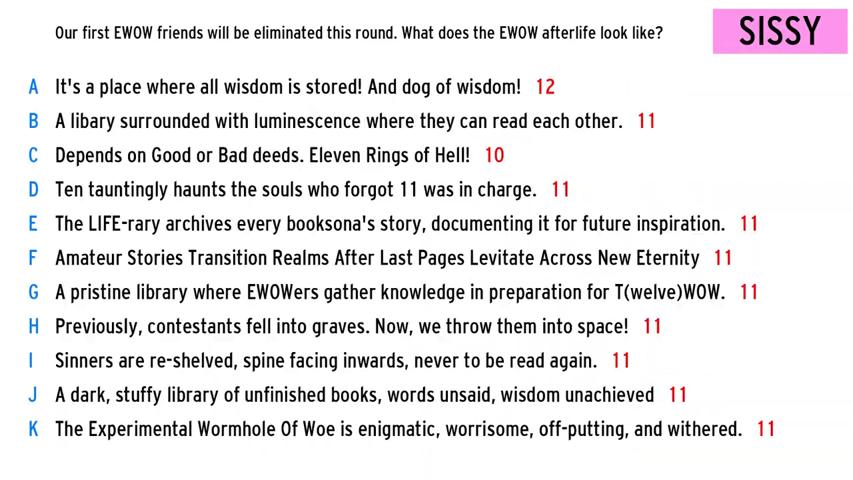 Our first EWOW friends will be eliminated this round. What does the EWOW afterlife look like?
SISSY
A It's a place where all wisdom is stored! And dog of wisdom! 12
B A libary surrounded with luminescence where they can read each other. 11
C Depends on Good or Bad deeds. Eleven Rings of Hell! 10
D Ten tauntingly haunts the souls who forgot 11 was in charge. 11
E The LIFE-rary archives every booksona's story, documenting it for future inspiration. 11
F Amateur Stories Transition Realms After Last Pages Levitate Across New Eternity 11
G A pristine library where EWOWers gather knowledge in preparation for T(welve)WOW. 11
H Previously, contestants fell into graves. Now, we throw them into space! 11
I Sinners are re-shelved, spine facing inwards, never to be read again. 11
J A dark, stuffy library of unfinished books, words unsaid, wisdom unachieved 11
K The Experimental Wormhole Of Woe is enigmatic, worrisome, off-putting, and withered. 11